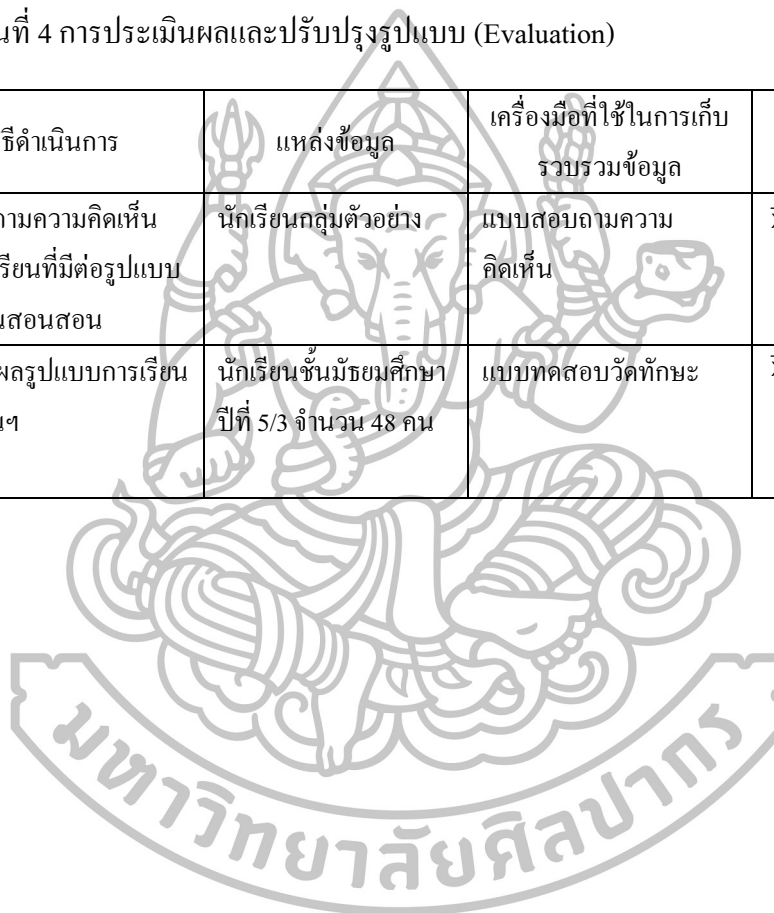 นที่ 4 การประเมินผลและปรับปรุงรูปแบบ (Evaluation)
ธีดำเนินการ
แหล่งข้อมูล
เครื่องมือที่ใช้ในการเก็บ
รวบรวมข้อมูล
ามความคิดเห็น
รียนที่มีต่อรูปแบบ
นสอนสอน
นักเรียนกลุ่มตัวอย่าง
แบบสอบถามความ
คิดเห็น
ผลรูปแบบการเรียน
นฯ
นักเรียนชั้นมัธยมศึกษา
ปีที่ 5/3 จำนวน 48 คน
แบบทดสอบวัดทักษะ
มหาวิทยาลัยศิลปากร